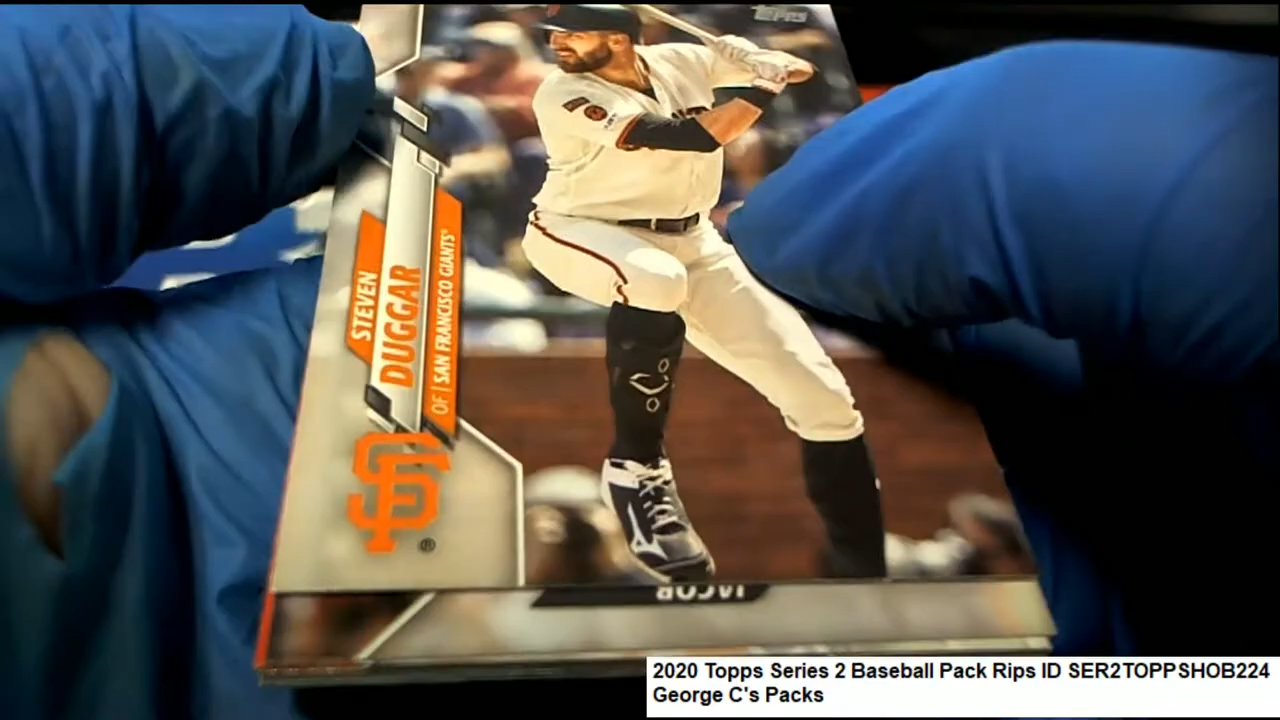 Topps
STEVEN
DUGGAR
OF | SAN FRANCISCO GIANTS®
SF
®
JACOB
2020 Topps Series 2 Baseball Pack Rips ID SER2TOPPSHOB224
George C's Packs